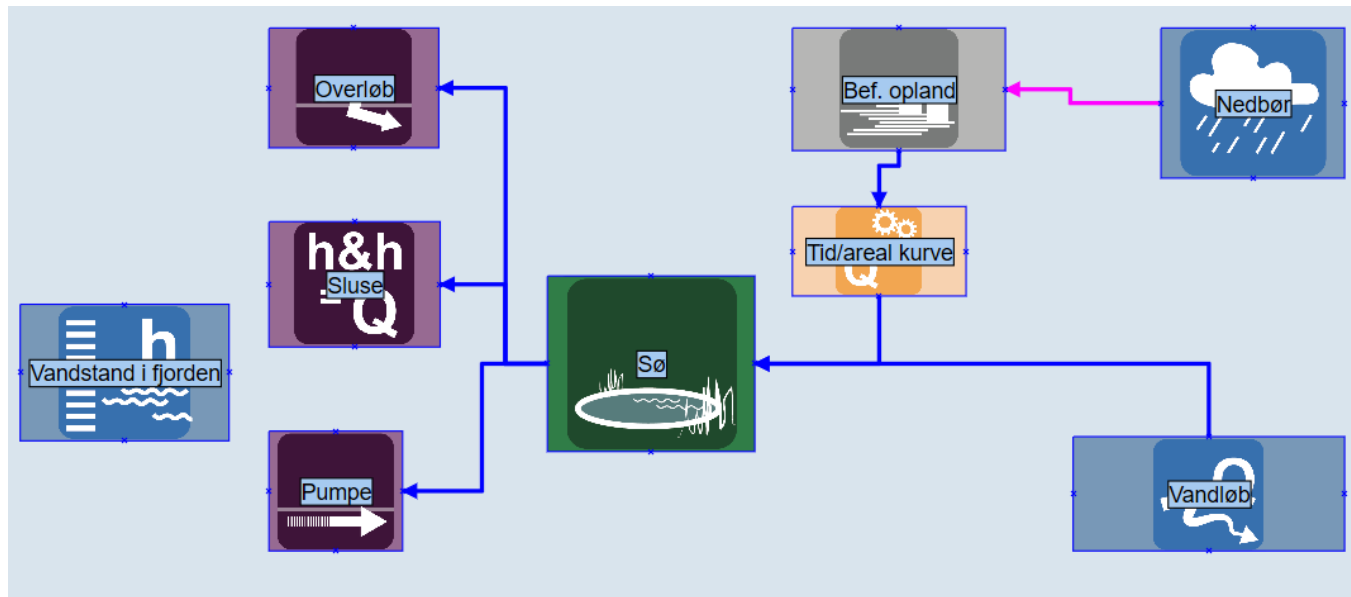 Overløb
Bef. opland
Nedbør
h&h
Sluse
=Q
Tid/areal kurve
Q
h
Vandstand i fjorden
Sø
Pumpe
Vandløb